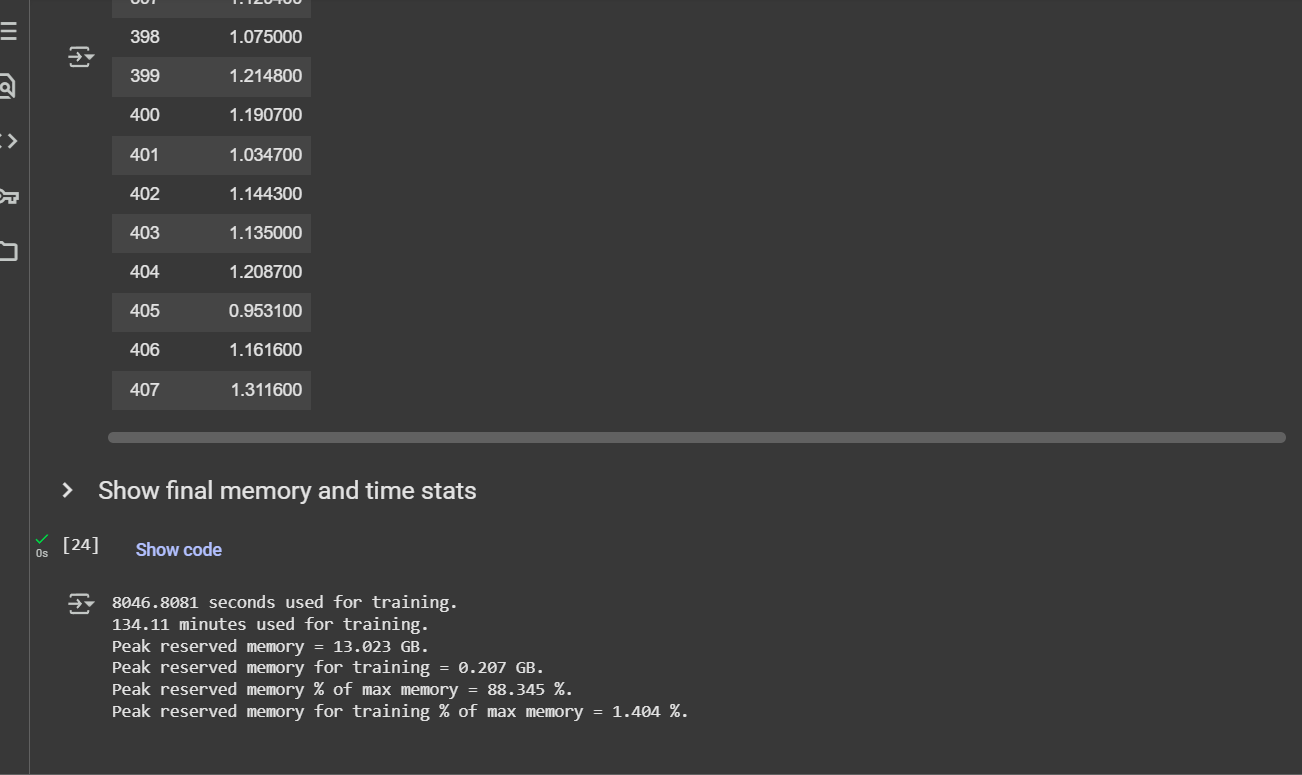 398 1.075000
399 1.214800
400 1.190700
401 1.034700
402 1.144300
403 1.135000
404 1.208700
405 0.953100
406 1.161600
407 1.311600
Show final memory and time stats
0s [24] Show code
8046.8081 seconds used for training.
134.11 minutes used for training.
Peak reserved memory = 13.023 GB.
Peak reserved memory for training = 0.207 GB.
Peak reserved memory % of max memory = 88.345 %.
Peak reserved memory for training % of max memory = 1.404 %.